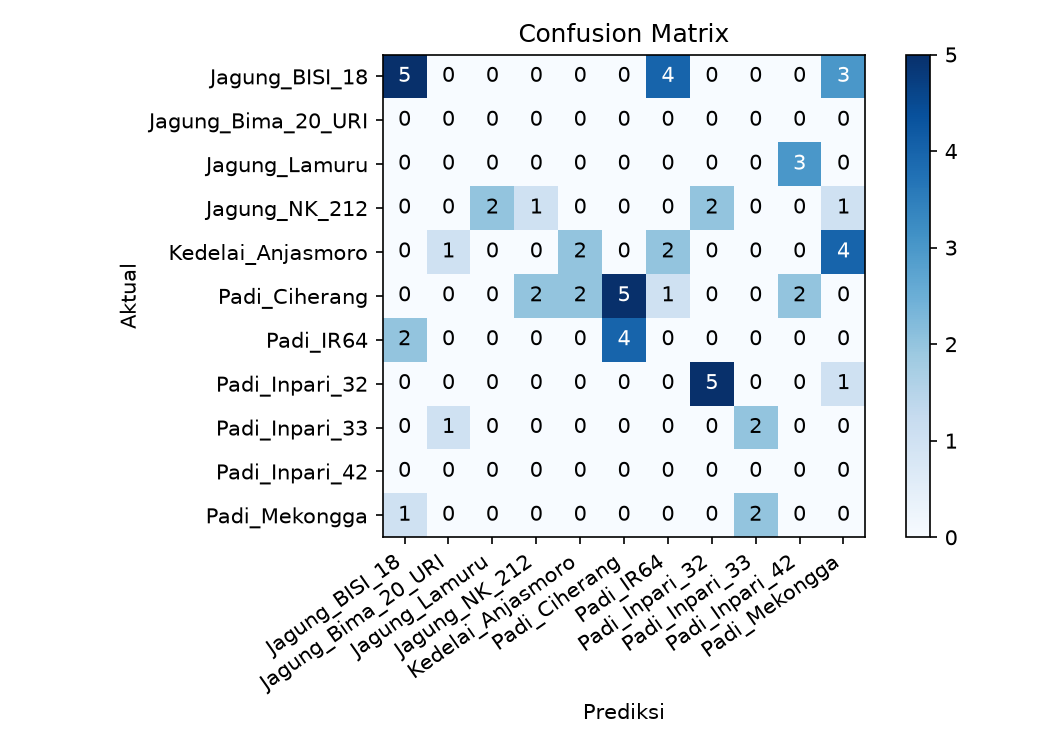 Confusion Matrix
Jagung_BISI_18 5 0 0 0 0 0 4 0 0 0 3
Jagung_Bima_20_URI 0 0 0 0 0 0 0 0 0 0 0
Jagung_Lamuru 0 0 0 0 0 0 0 0 0 3 0
Jagung_NK_212 0 0 2 1 0 0 0 2 0 0 1
Kedelai_Anjasmoro 0 1 0 0 2 0 2 0 0 0 4
Padi_Ciherang 0 0 0 2 2 5 1 0 0 2 0
Padi_IR64 2 0 0 0 0 4 0 0 0 0 0
Padi_Inpari_32 0 0 0 0 0 0 0 5 0 0 1
Padi_Inpari_33 0 1 0 0 0 0 0 0 2 0 0
Padi_Inpari_42 0 0 0 0 0 0 0 0 0 0 0
Padi_Mekongga 1 0 0 0 0 0 0 0 2 0 0
Aktual
Jagung_BISI_18
Jagung_Bima_20_URI
Jagung_Lamuru
Jagung_NK_212
Kedelai_Anjasmoro
Padi_Ciherang
Padi_IR64
Padi_Inpari_32
Padi_Inpari_33
Padi_Inpari_42
Padi_Mekongga
Prediksi
5
4
3
2
1
0